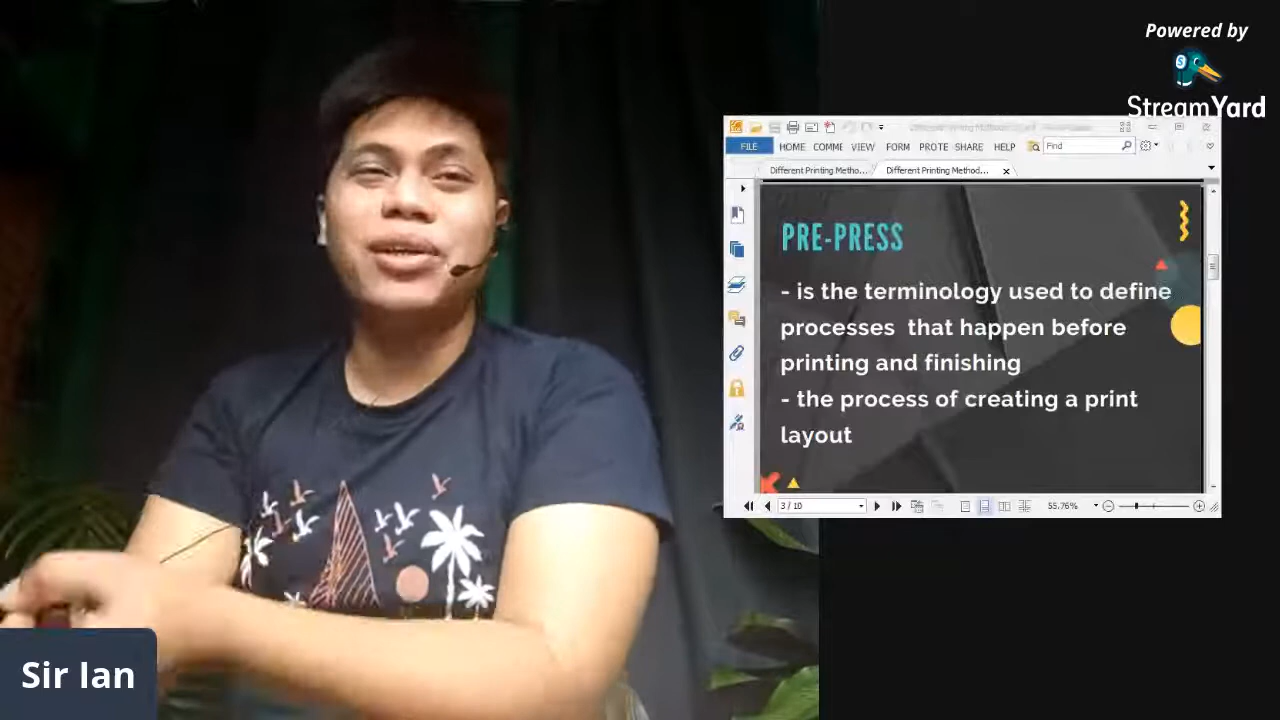 Powered by
StreamYard
FILE HOME COMME VIEW FORM PROTE SHARE HELP Find
Different Printing Metho... Different Printing Method...
PRE-PRESS
- is the terminology used to define
processes that happen before
printing and finishing
- the process of creating a print
layout
3 / 10 55.76%
Sir Ian